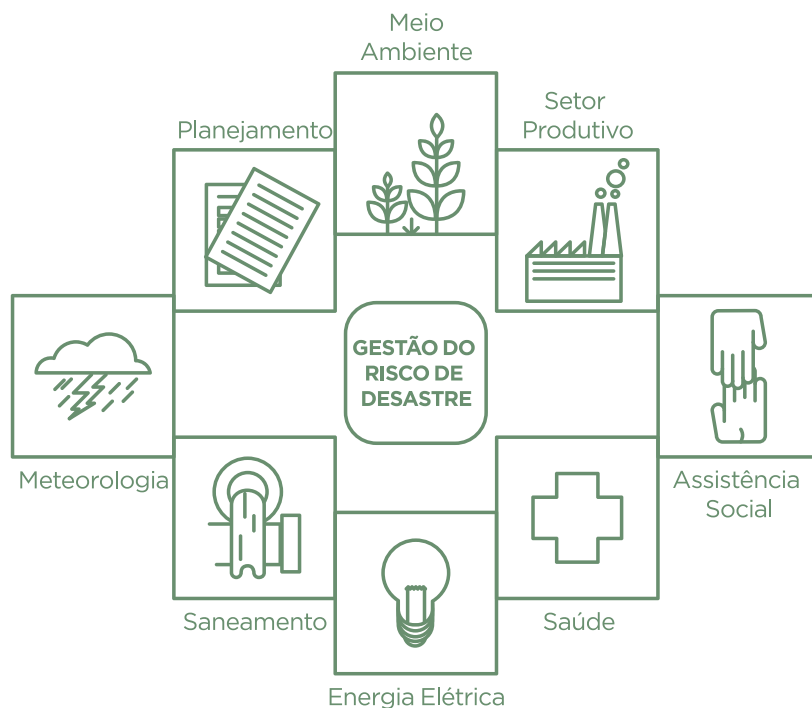 Meio
Ambiente
Setor
Produtivo
Planejamento
GESTÃO DO
RISCO DE
DESASTRE
Meteorologia
Assistência
Social
Saneamento
Saúde
Energia Elétrica